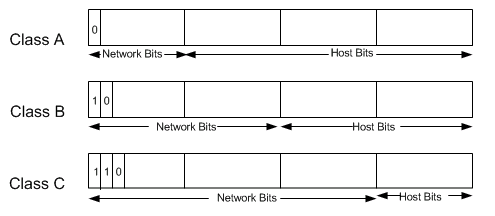 Class A
0
Network Bits Host Bits
Class B
1 0
Network Bits Host Bits
Class C
1 1 0
Network Bits Host Bits